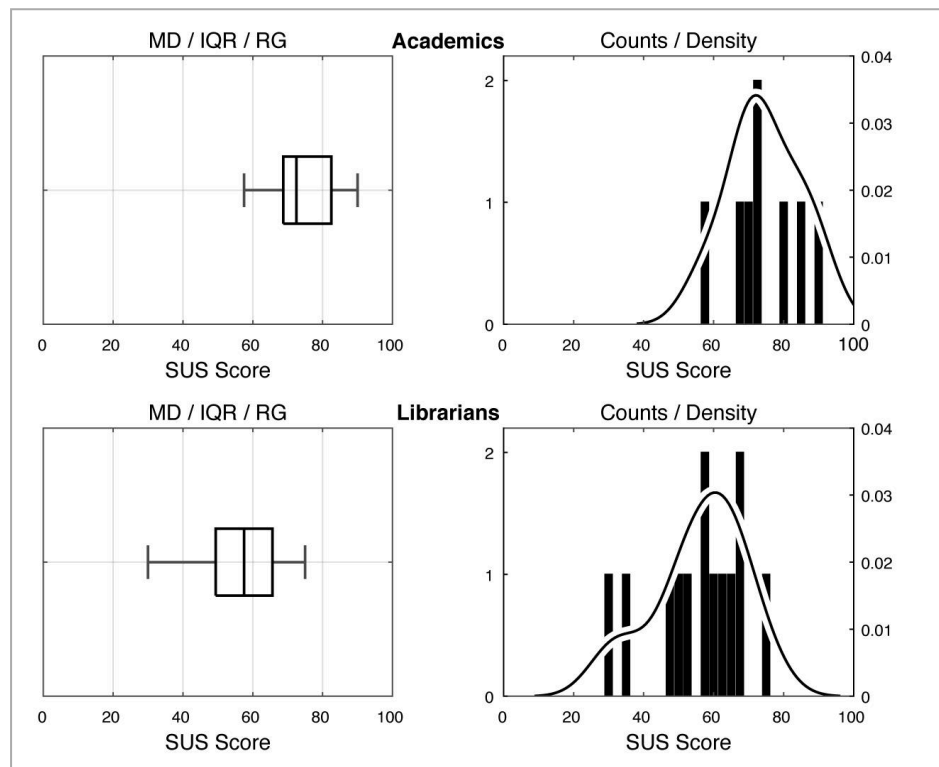 MD / IQR / RG Academics Counts / Density
2 0.04
0.03
1 0.02
0.01
0 0
0 20 40 60 80 100 0 20 40 60 80 100
SUS Score SUS Score
MD / IQR / RG Librarians Counts / Density
2 0.04
0.03
1 0.02
0.01
0 0
0 20 40 60 80 100 0 20 40 60 80 100
SUS Score SUS Score